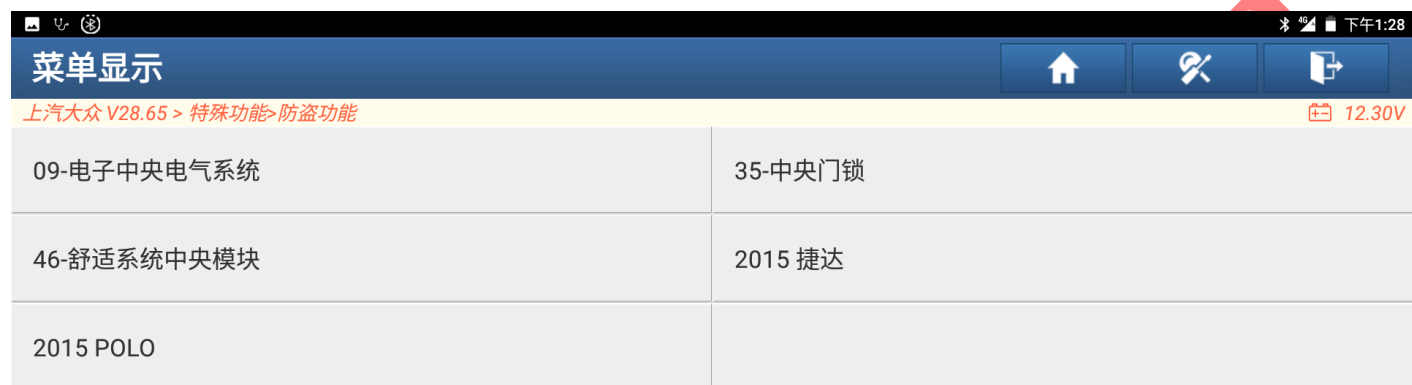 4G 下午1:28
菜单显示
上汽大众 V28.65 > 特殊功能>防盗功能 12.30V
09-电子中央电气系统 35-中央门锁
46-舒适系统中央模块 2015 捷达
2015 POLO